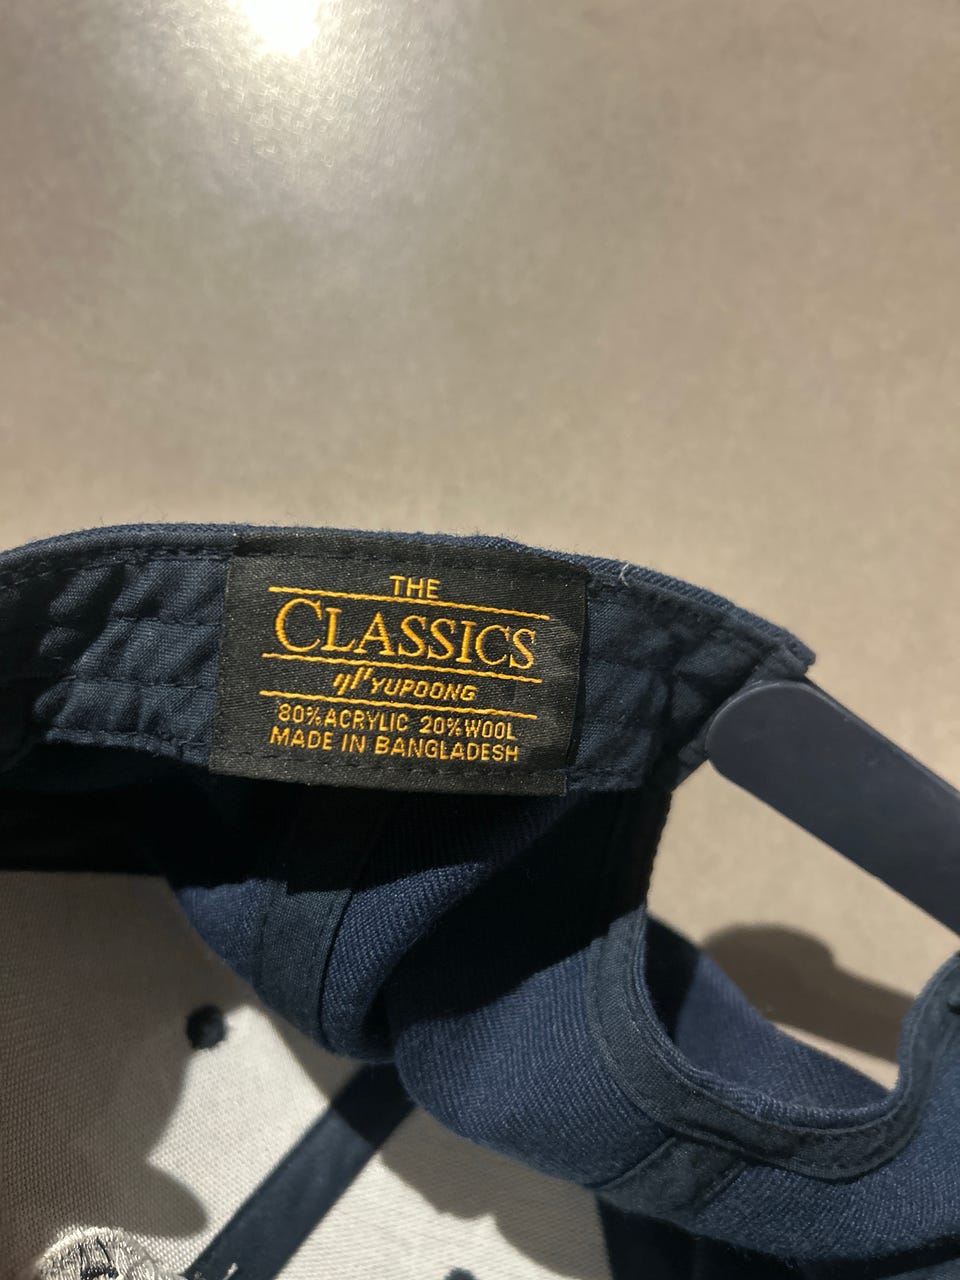 THE
CLASSICS
YUPOONG
80%ACRYLIC 20%WOOL
MADE IN BANGLADESH